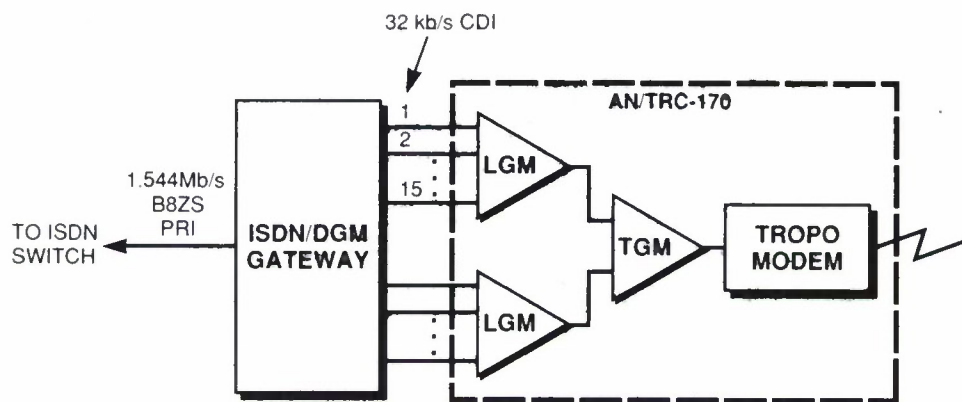 32 kb/s CDI
AN/TRC-170
1
2
15
LGM
1.544Mb/s
B8ZS
PRI
TO ISDN
SWITCH
ISDN/DGM
GATEWAY
TGM
TROPO
MODEM
LGM